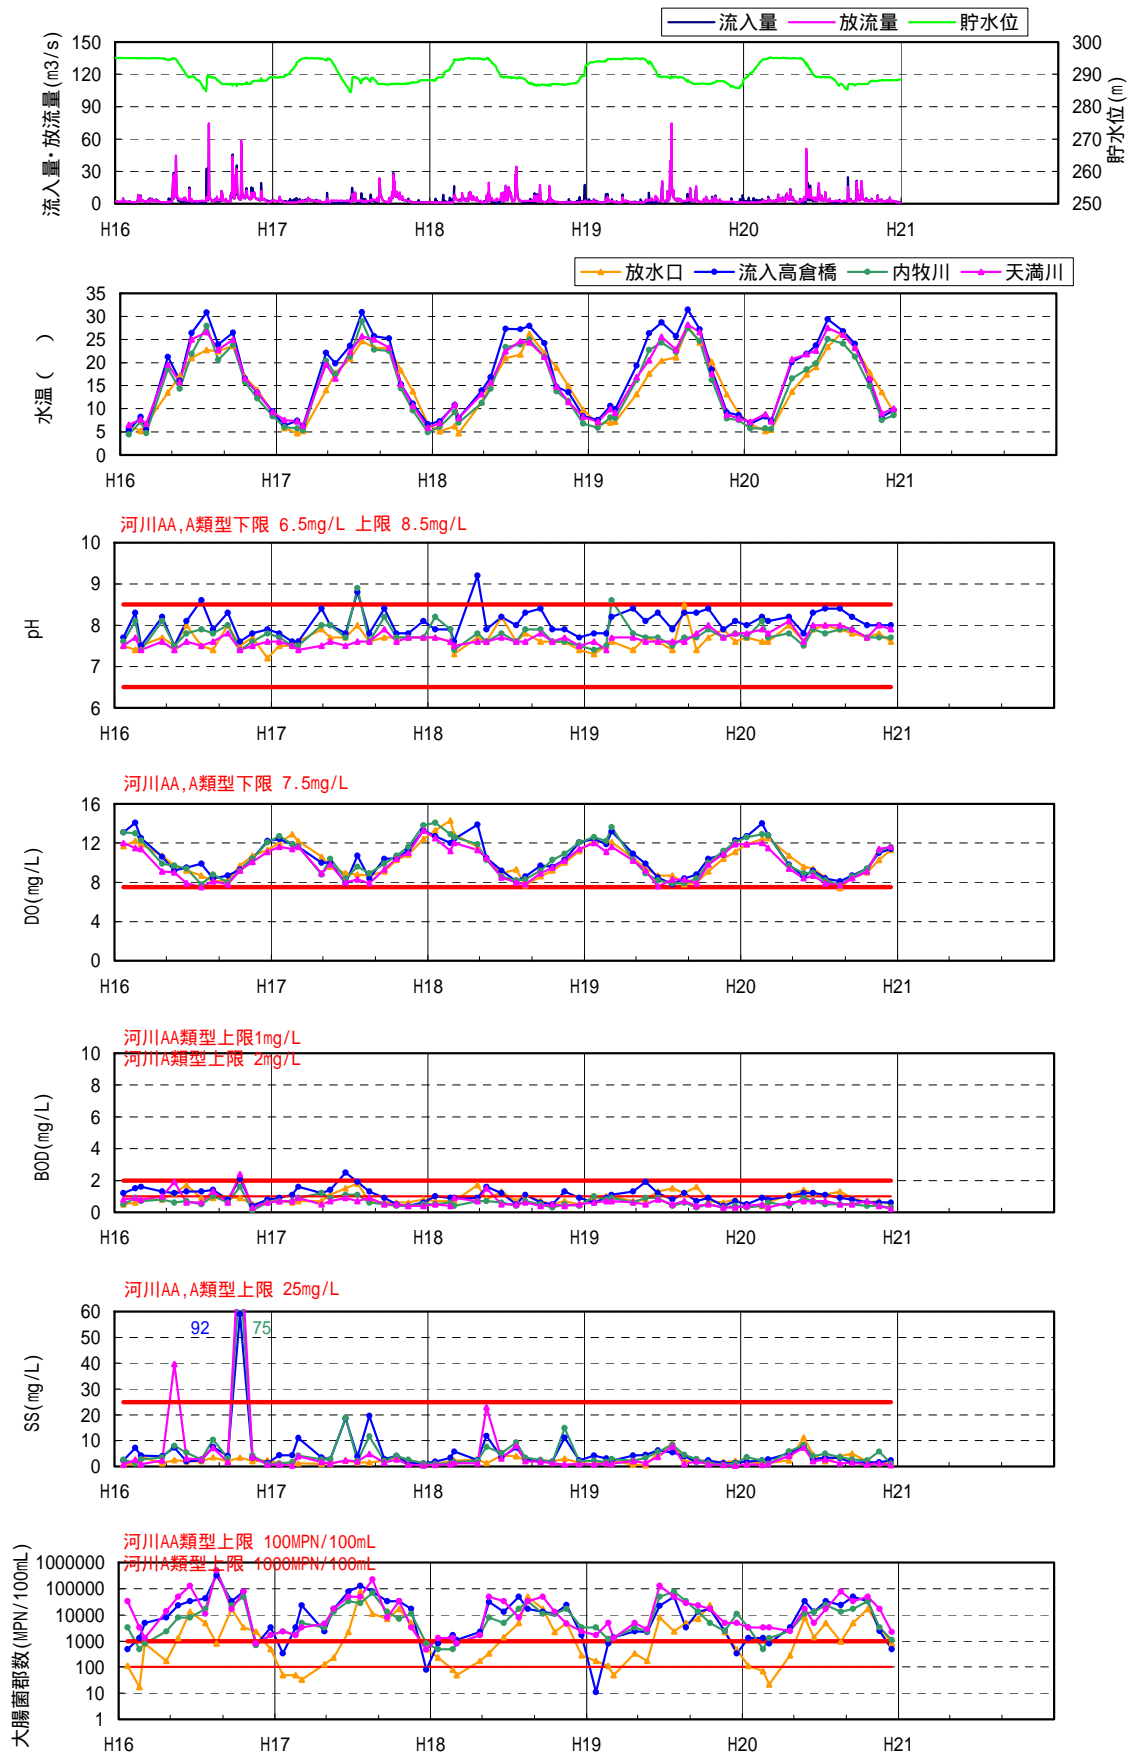 流入量 放流量 貯水位
流入量・放流量(m3/s)
150
120
90
60
30
0
300
290
280
270
260
250
貯水位(m)
H16 H17 H18 H19 H20 H21
放水口 流入高倉橋 内牧川 天満川
水温( )
35
30
25
20
15
10
5
0
H16 H17 H18 H19 H20 H21
河川AA,A類型下限 6.5mg/L 上限 8.5mg/L
pH
10
9
8
7
6
H16 H17 H18 H19 H20 H21
河川AA,A類型下限 7.5mg/L
DO(mg/L)
16
12
8
4
0
H16 H17 H18 H19 H20 H21
河川AA類型上限1mg/L
河川A類型上限 2mg/L
BOD(mg/L)
10
8
6
4
2
0
H16 H17 H18 H19 H20 H21
河川AA,A類型上限 25mg/L
SS(mg/L)
60
50
40
30
20
10
0
92 75
H16 H17 H18 H19 H20 H21
河川AA類型上限 100MPN/100mL
河川A類型上限 1000MPN/100mL
大腸菌郡数(MPN/100mL)
1000000
100000
10000
1000
100
10
1
H16 H17 H18 H19 H20 H21